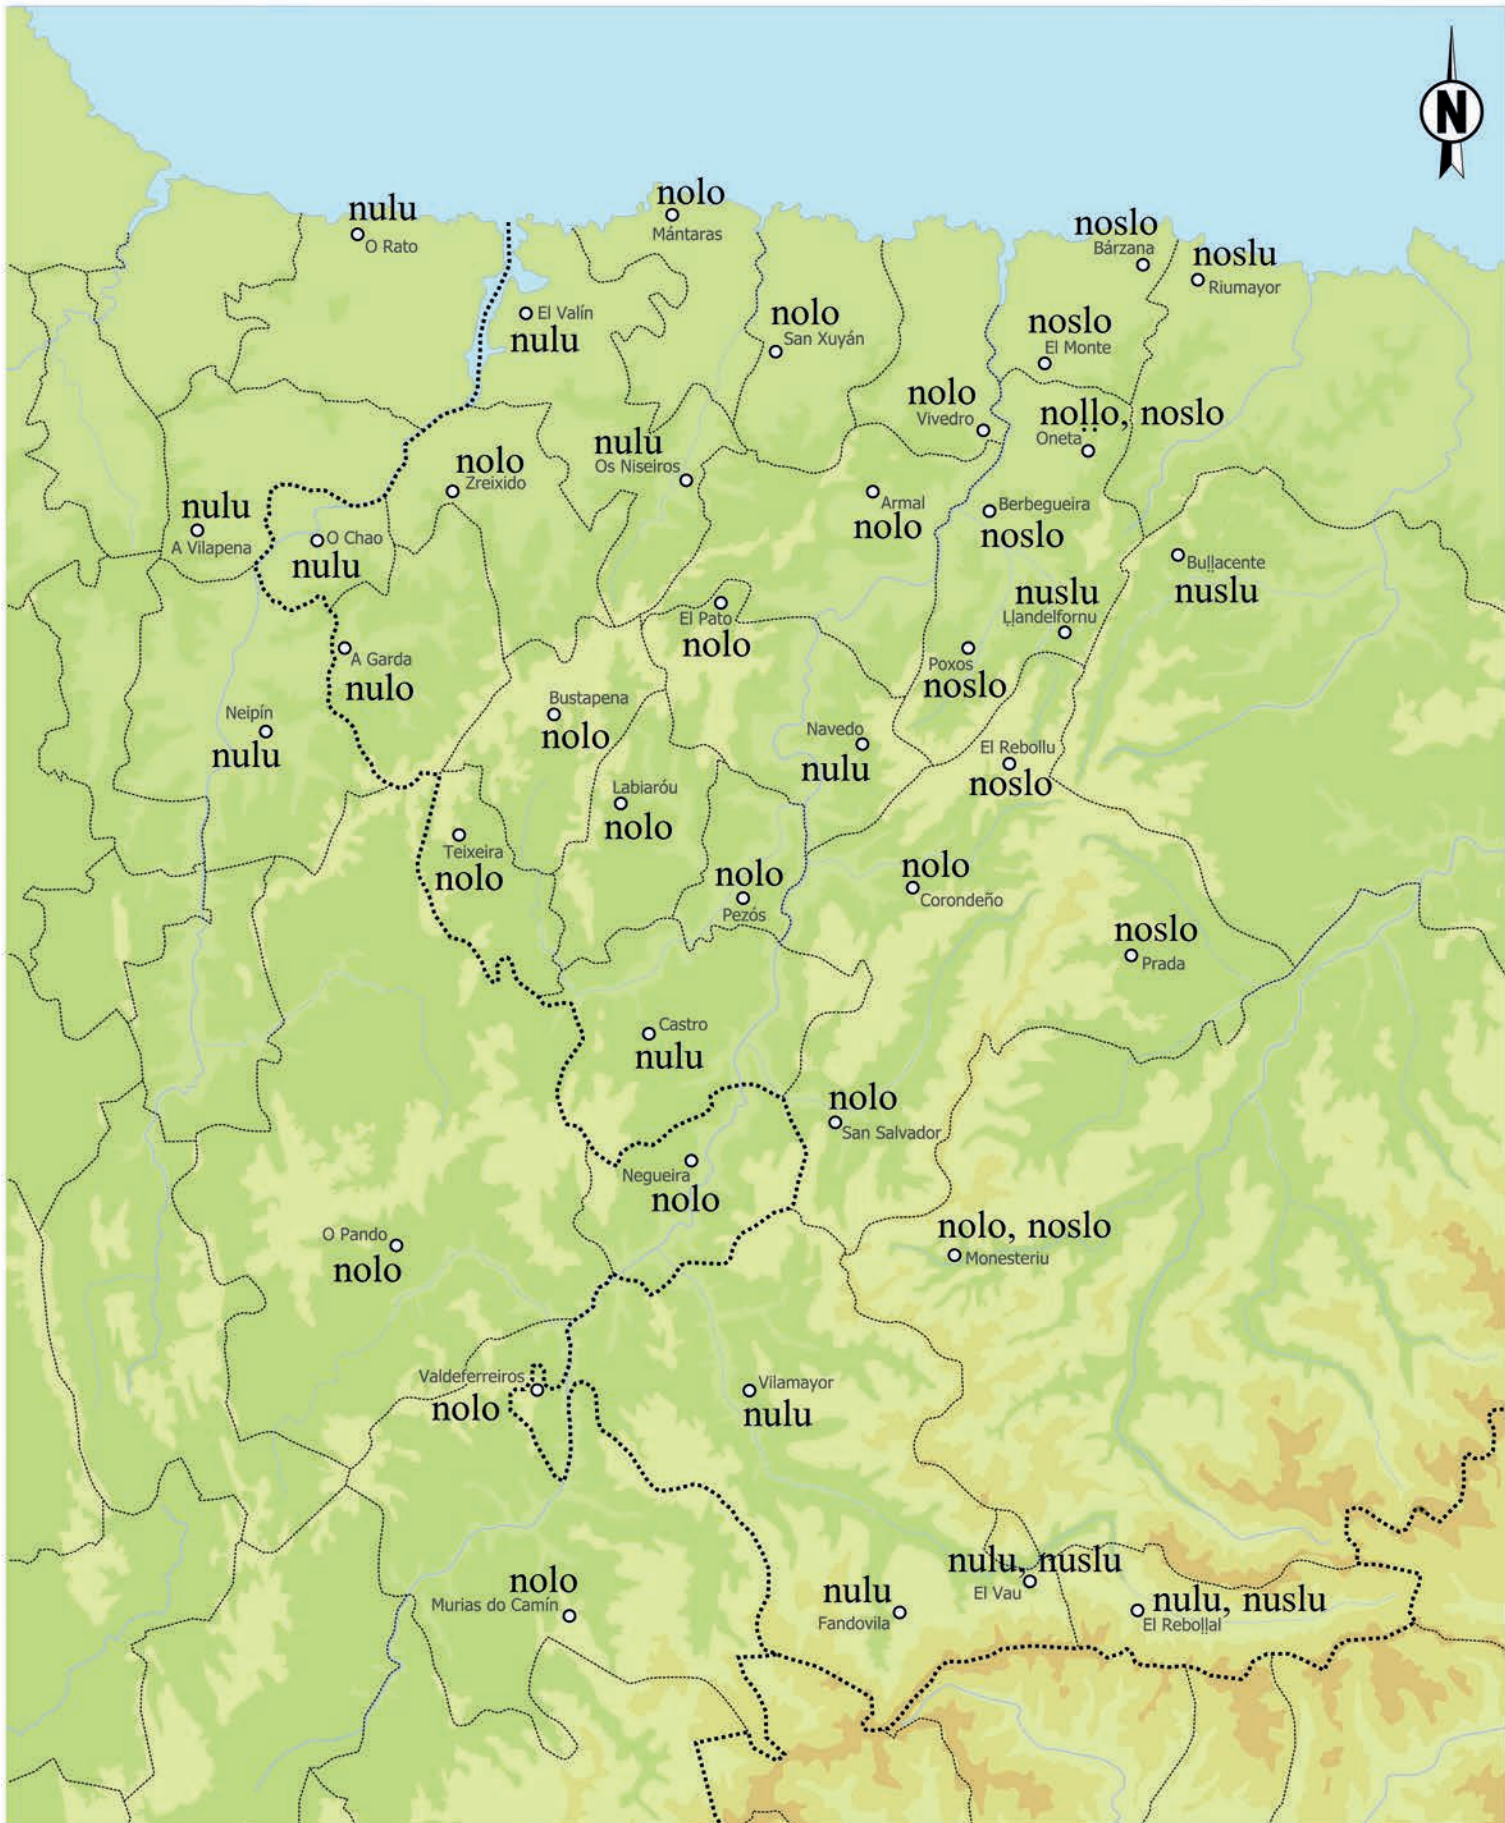 N
nolo
Mántaras
nulu
O Rato
noslo
Bárzana
noslu
Riumayor
El Valín
nulu
nolo
San Xuyán
noslo
El Monte
nolo
Vivedro
noḷḷo, noslo
Oneta
nulu
Os Niseiros
nolo
Zreixido
nulu
A Vilapena
O Chao
nulu
Armal
nolo
Berbegueira
noslo
Buḷḷacente
nuslu
nuslu
Ḷḷandelfornu
El Pato
nolo
A Garda
nulo
Poxos
noslo
Bustapena
nolo
Neipín
nulu
Navedo
nulu
El Rebollu
noslo
Labiaróu
nolo
Teixeira
nolo
nolo
Pezós
nolo
Corondeño
noslo
Prada
Castro
nulu
nolo
San Salvador
Negueira
nolo
O Pando
nolo
nolo, noslo
Monesteriu
Valdeferreiros
nolo
Vilamayor
nulu
nolo
Murias do Camín
nulu
Fandovila
nulu, nuslu
El Vau
nulu, nuslu
El Reboḷḷal